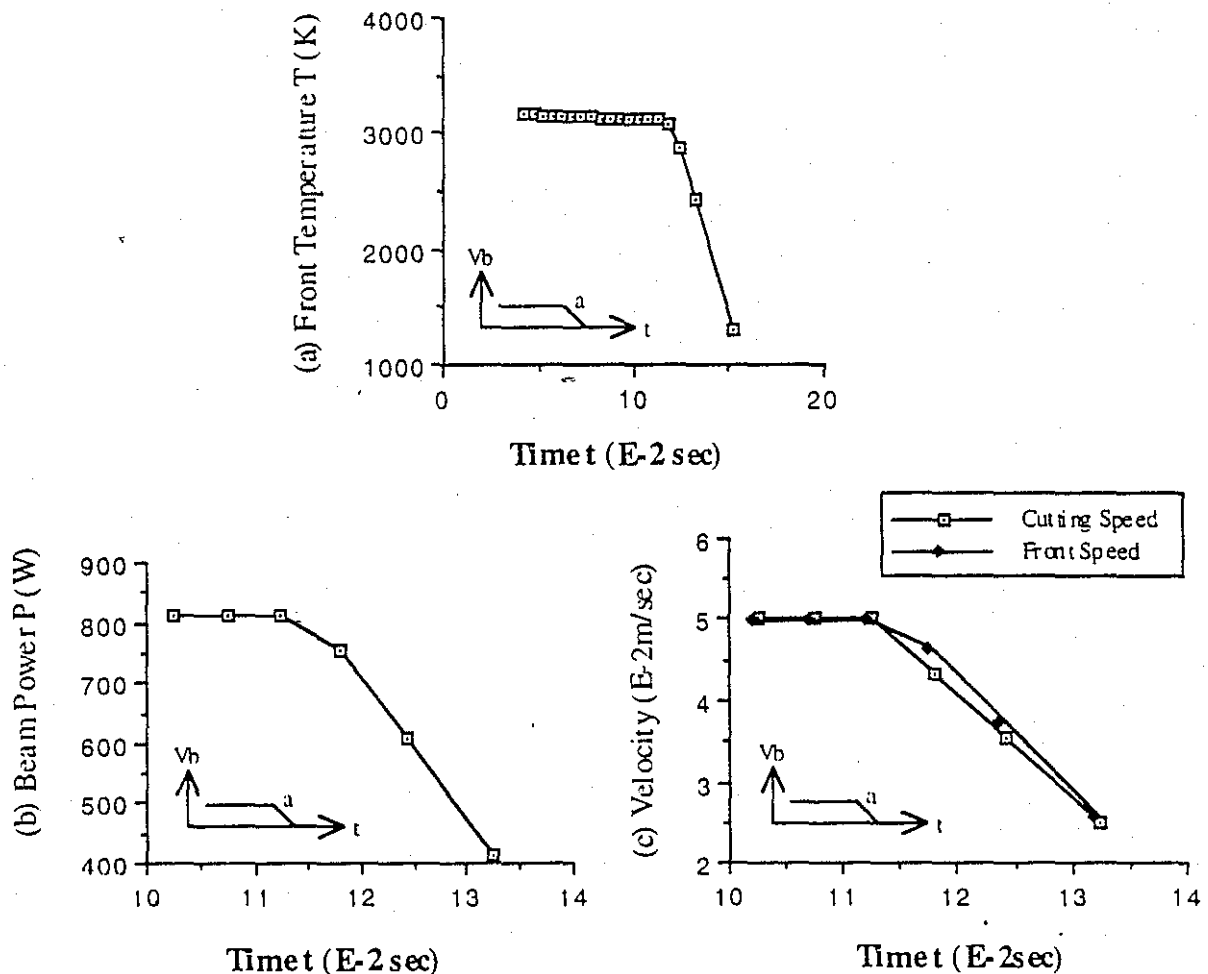 (a) Front Temperature T (K)
4000
3000
2000
1000
Vb
a
t
0
10
20
Time t (E-2 sec)
(b) Beam Power P (W)
900
800
700
600
500
400
Vb
a
t
10
11
12
13
14
Time t (E-2 sec)
Cutting Speed
Front Speed
(c) Velocity (E-2m/sec)
6
5
4
3
2
Vb
a
t
10
11
12
13
14
Time t (E-2sec)